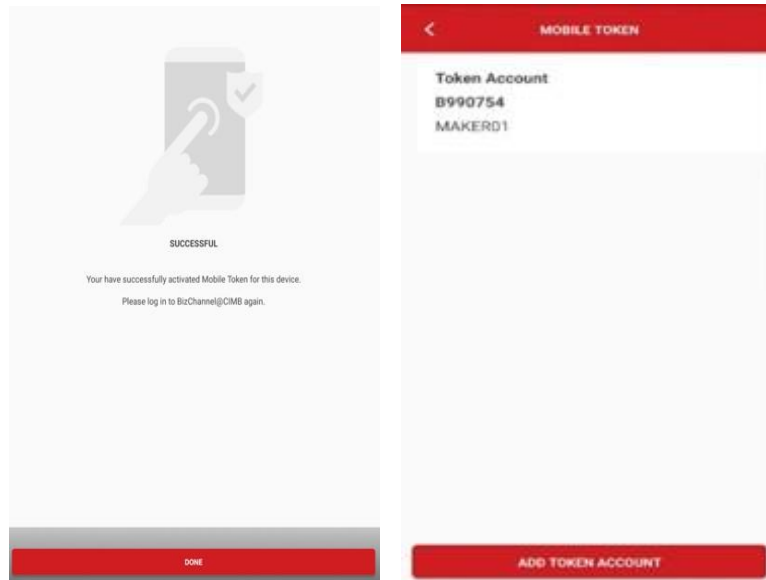 SUCCESSFUL
Your have successfully activated Mobile Token for this device.
Please log in to BizChannel@CIMB again.
DONE
MOBILE TOKEN
Token Account
B990754
MAKER01
ADD TOKEN ACCOUNT